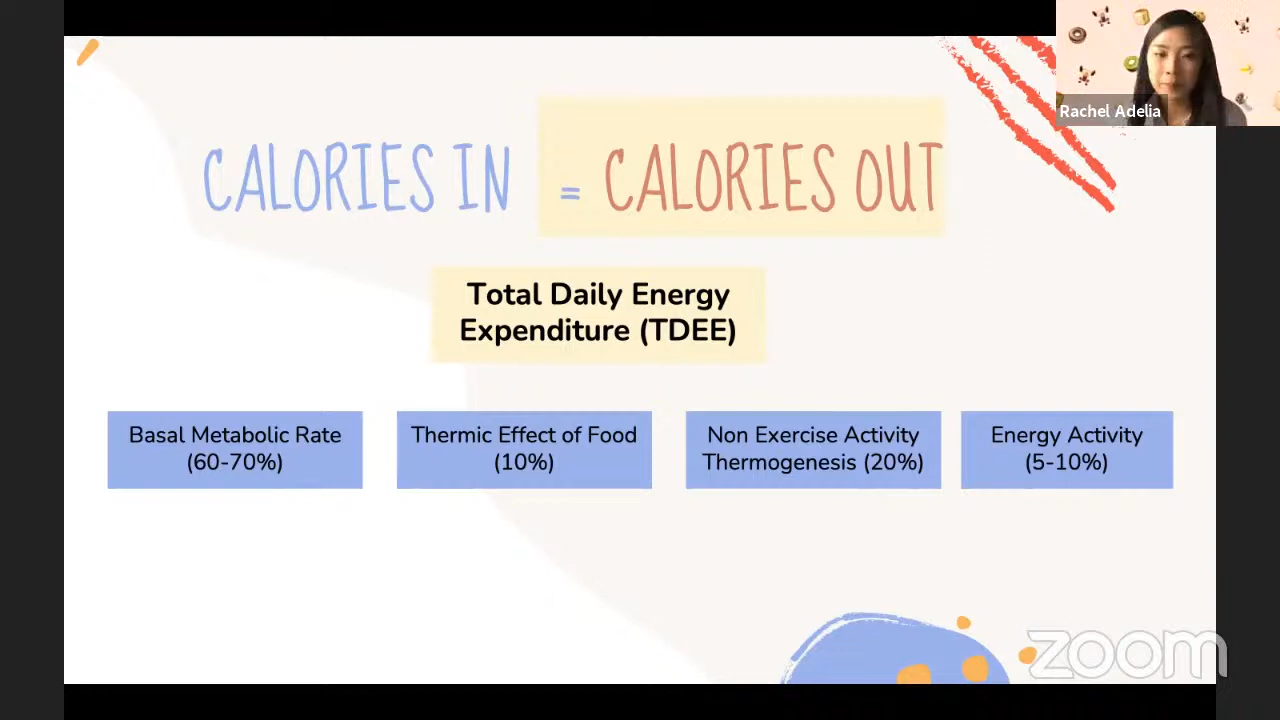 Rachel Adelia
CALORIES IN = CALORIES OUT
Total Daily Energy
Expenditure (TDEE)
Basal Metabolic Rate
(60-70%)
Thermic Effect of Food
(10%)
Non Exercise Activity
Thermogenesis (20%)
Energy Activity
(5-10%)
zoom